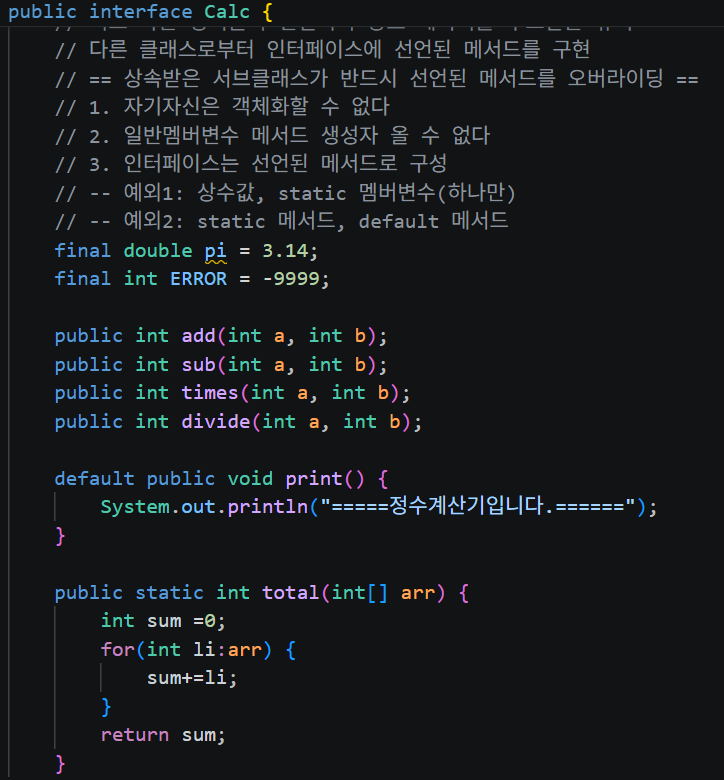 public interface Calc {
// 다른 클래스로부터 인터페이스에 선언된 메서드를 구현
// == 상속받은 서브클래스가 반드시 선언된 메서드를 오버라이딩 ==
// 1. 자기자신은 객체화할 수 없다
// 2. 일반멤버변수 메서드 생성자 올 수 없다
// 3. 인터페이스는 선언된 메서드로 구성
// -- 예외1: 상수값, static 멤버변수(하나만)
// -- 예외2: static 메서드, default 메서드
final double pi = 3.14;
final int ERROR = -9999;
public int add(int a, int b);
public int sub(int a, int b);
public int times(int a, int b);
public int divide(int a, int b);
default public void print() {
System.out.println("=====정수계산기입니다.======");
}
public static int total(int[] arr) {
int sum =0;
for(int li:arr) {
sum+=li;
}
return sum;
}